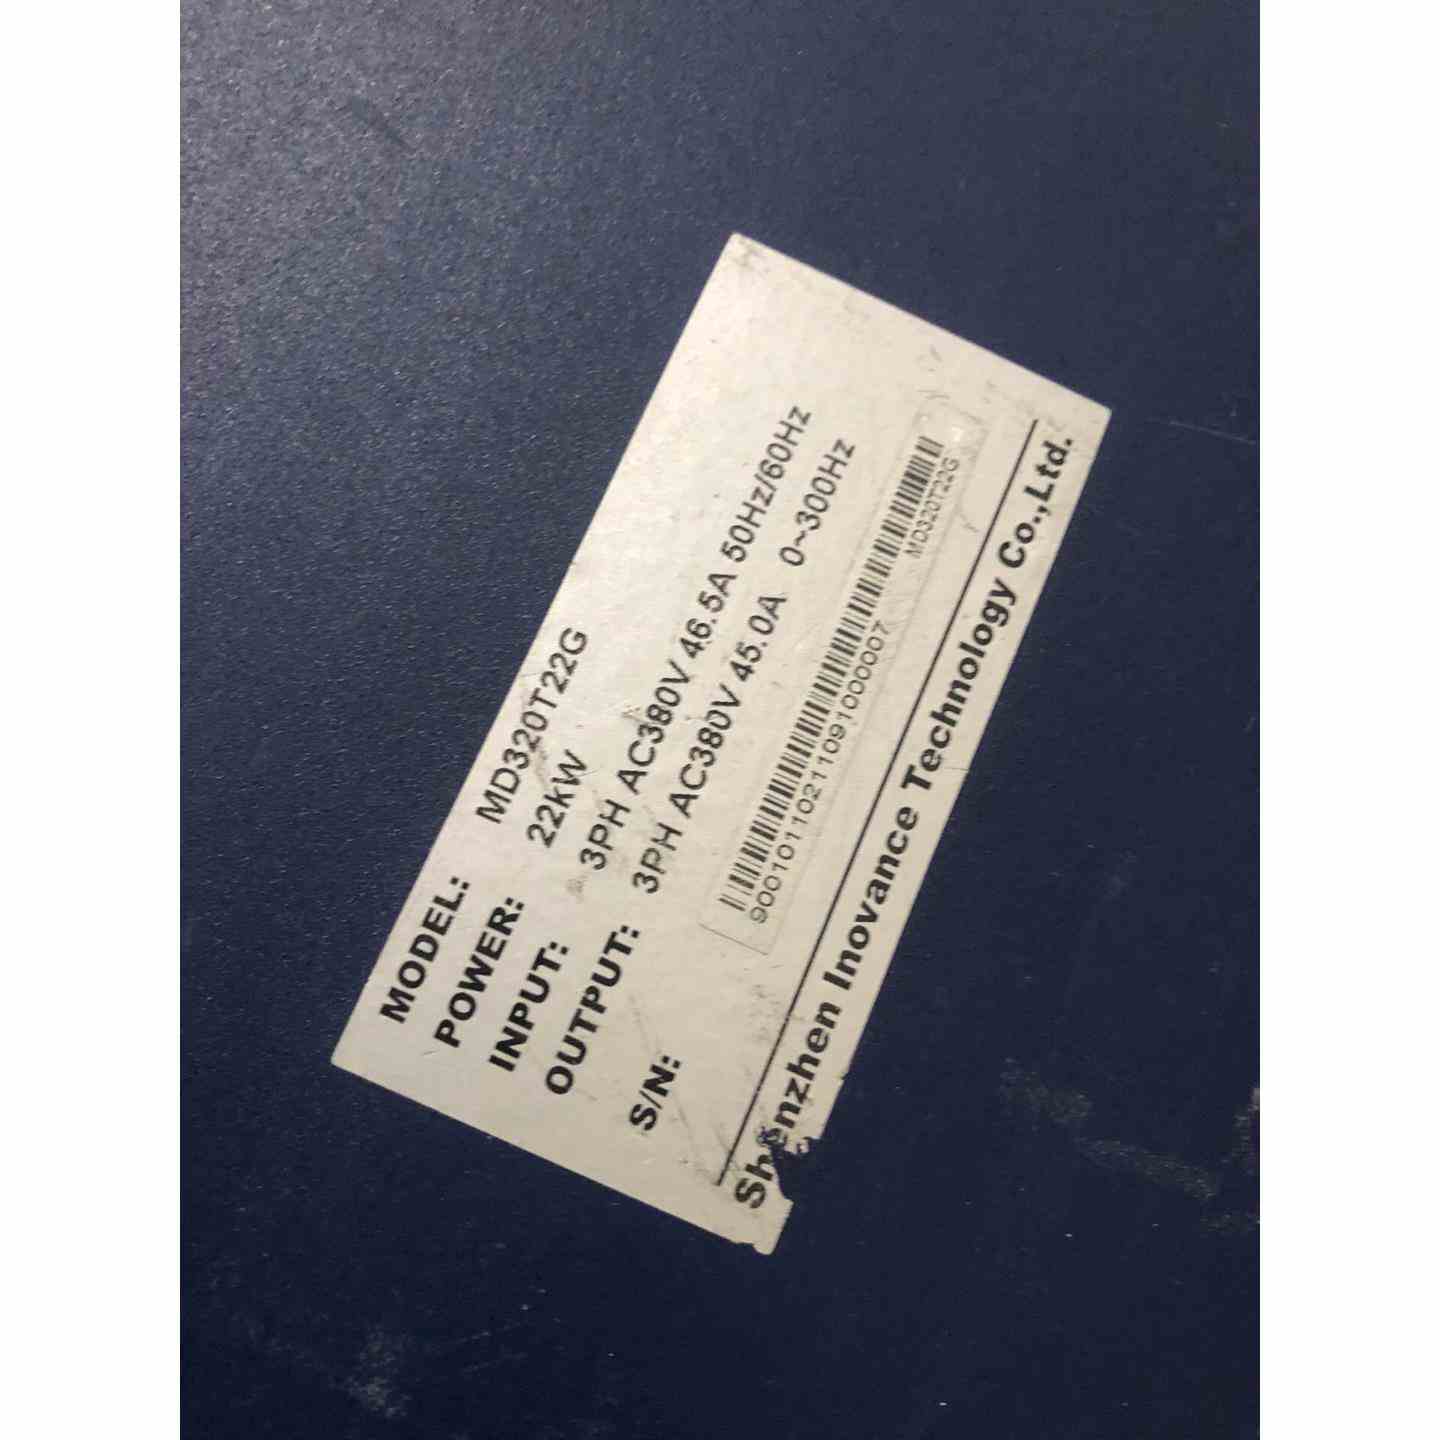 MODEL: MD320T22G
POWER: 22kW
INPUT: 3PH AC380V 46.5A 50Hz/60Hz
OUTPUT: 3PH AC380V 45.0A 0~300Hz
S/N:
9001011021109100007 MD320T22G
Shenzhen Inovance Technology Co.,Ltd.